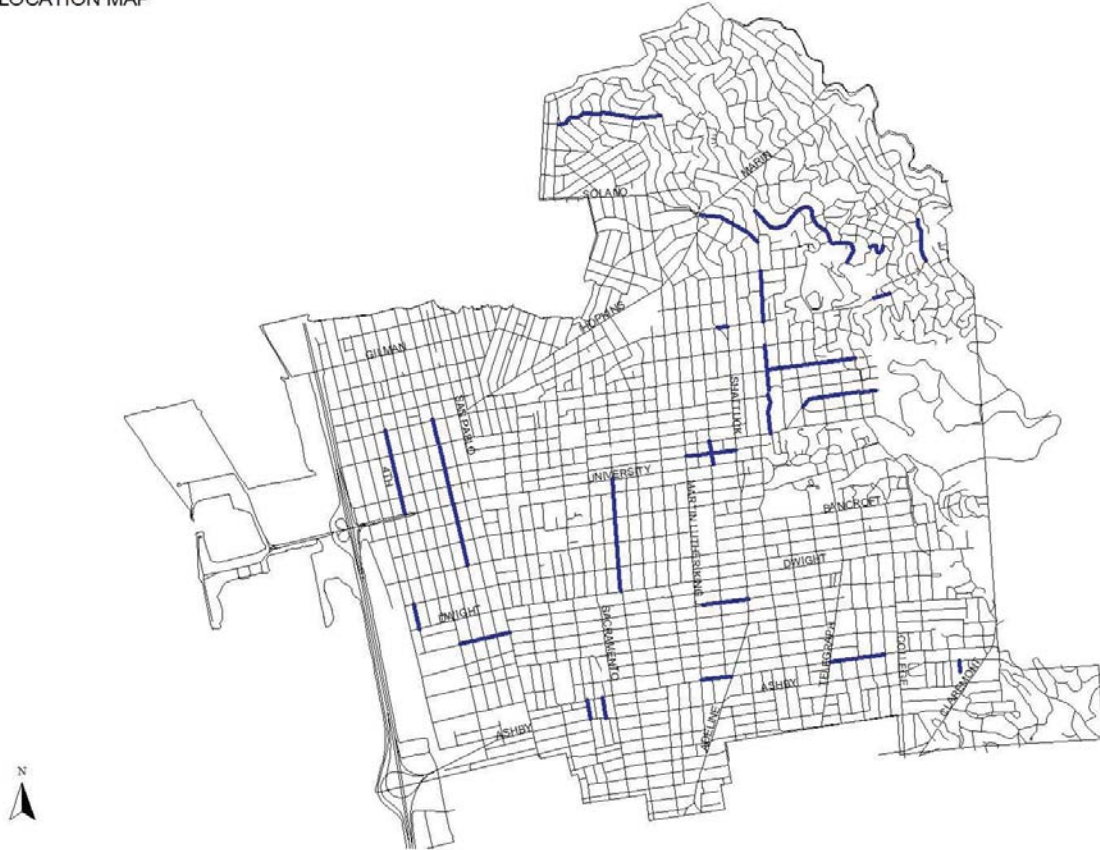 LOCATION MAP
MARIN
SOLANO
HOPKINS
GILMAN
SAN PABLO
SHATTUCK
4TH
UNIVERSITY
MARTIN LUTHER KING
BANCROFT
DWIGHT
DWIGHT
SACRAMENTO
TELEGRAPH
COLLEGE
CLAREMONT
ASHBY
ADELINE
ASHBY
N